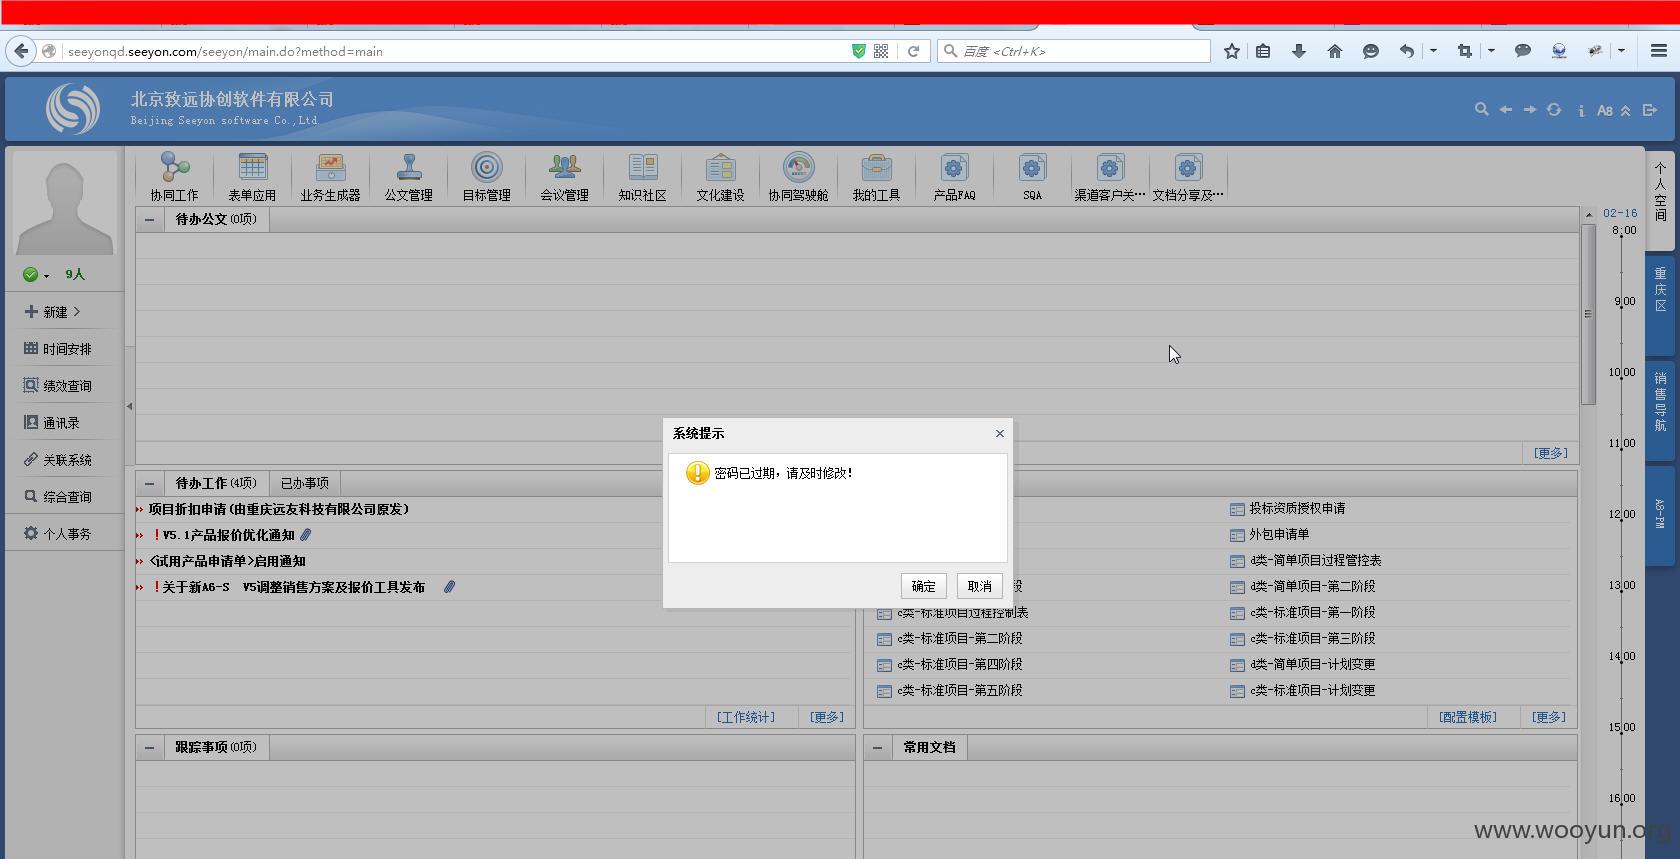 seeyonqd.seeyon.com/seeyon/main.do?method=main
百度 <Ctrl+K>
北京致远协创软件有限公司
Beijing Seeyon software Co.,Ltd.
A8
协同工作
表单应用
业务生成器
公文管理
目标管理
会议管理
知识社区
文化建设
协同驾驶舱
我的工具
产品FAQ
SQA
渠道客户关…
文档分享及…
个人空间
重庆区
销售导航
A8-PM
9人
新建
时间安排
绩效查询
通讯录
关联系统
综合查询
个人事务
待办公文(0项)
[更多]
02-16
8:00
9:00
10:00
11:00
12:00
13:00
14:00
15:00
16:00
系统提示
密码已过期，请及时修改！
确定
取消
待办工作(4项)
已办事项
项目折扣申请(由重庆远友科技有限公司原发)
！V5.1产品报价优化通知
<试用产品申请单>启用通知
！关于新A6-S V5调整销售方案及报价工具发布
[工作统计]
[更多]
投标资质授权申请
外包申请单
d类-简单项目过程管控表
段
d类-简单项目-第二阶段
c类-标准项目过程控制表
c类-标准项目-第一阶段
c类-标准项目-第二阶段
c类-标准项目-第三阶段
c类-标准项目-第四阶段
d类-简单项目-计划变更
c类-标准项目-第五阶段
c类-标准项目-计划变更
[配置模板]
[更多]
跟踪事项(0项)
常用文档
www.wooyun.org